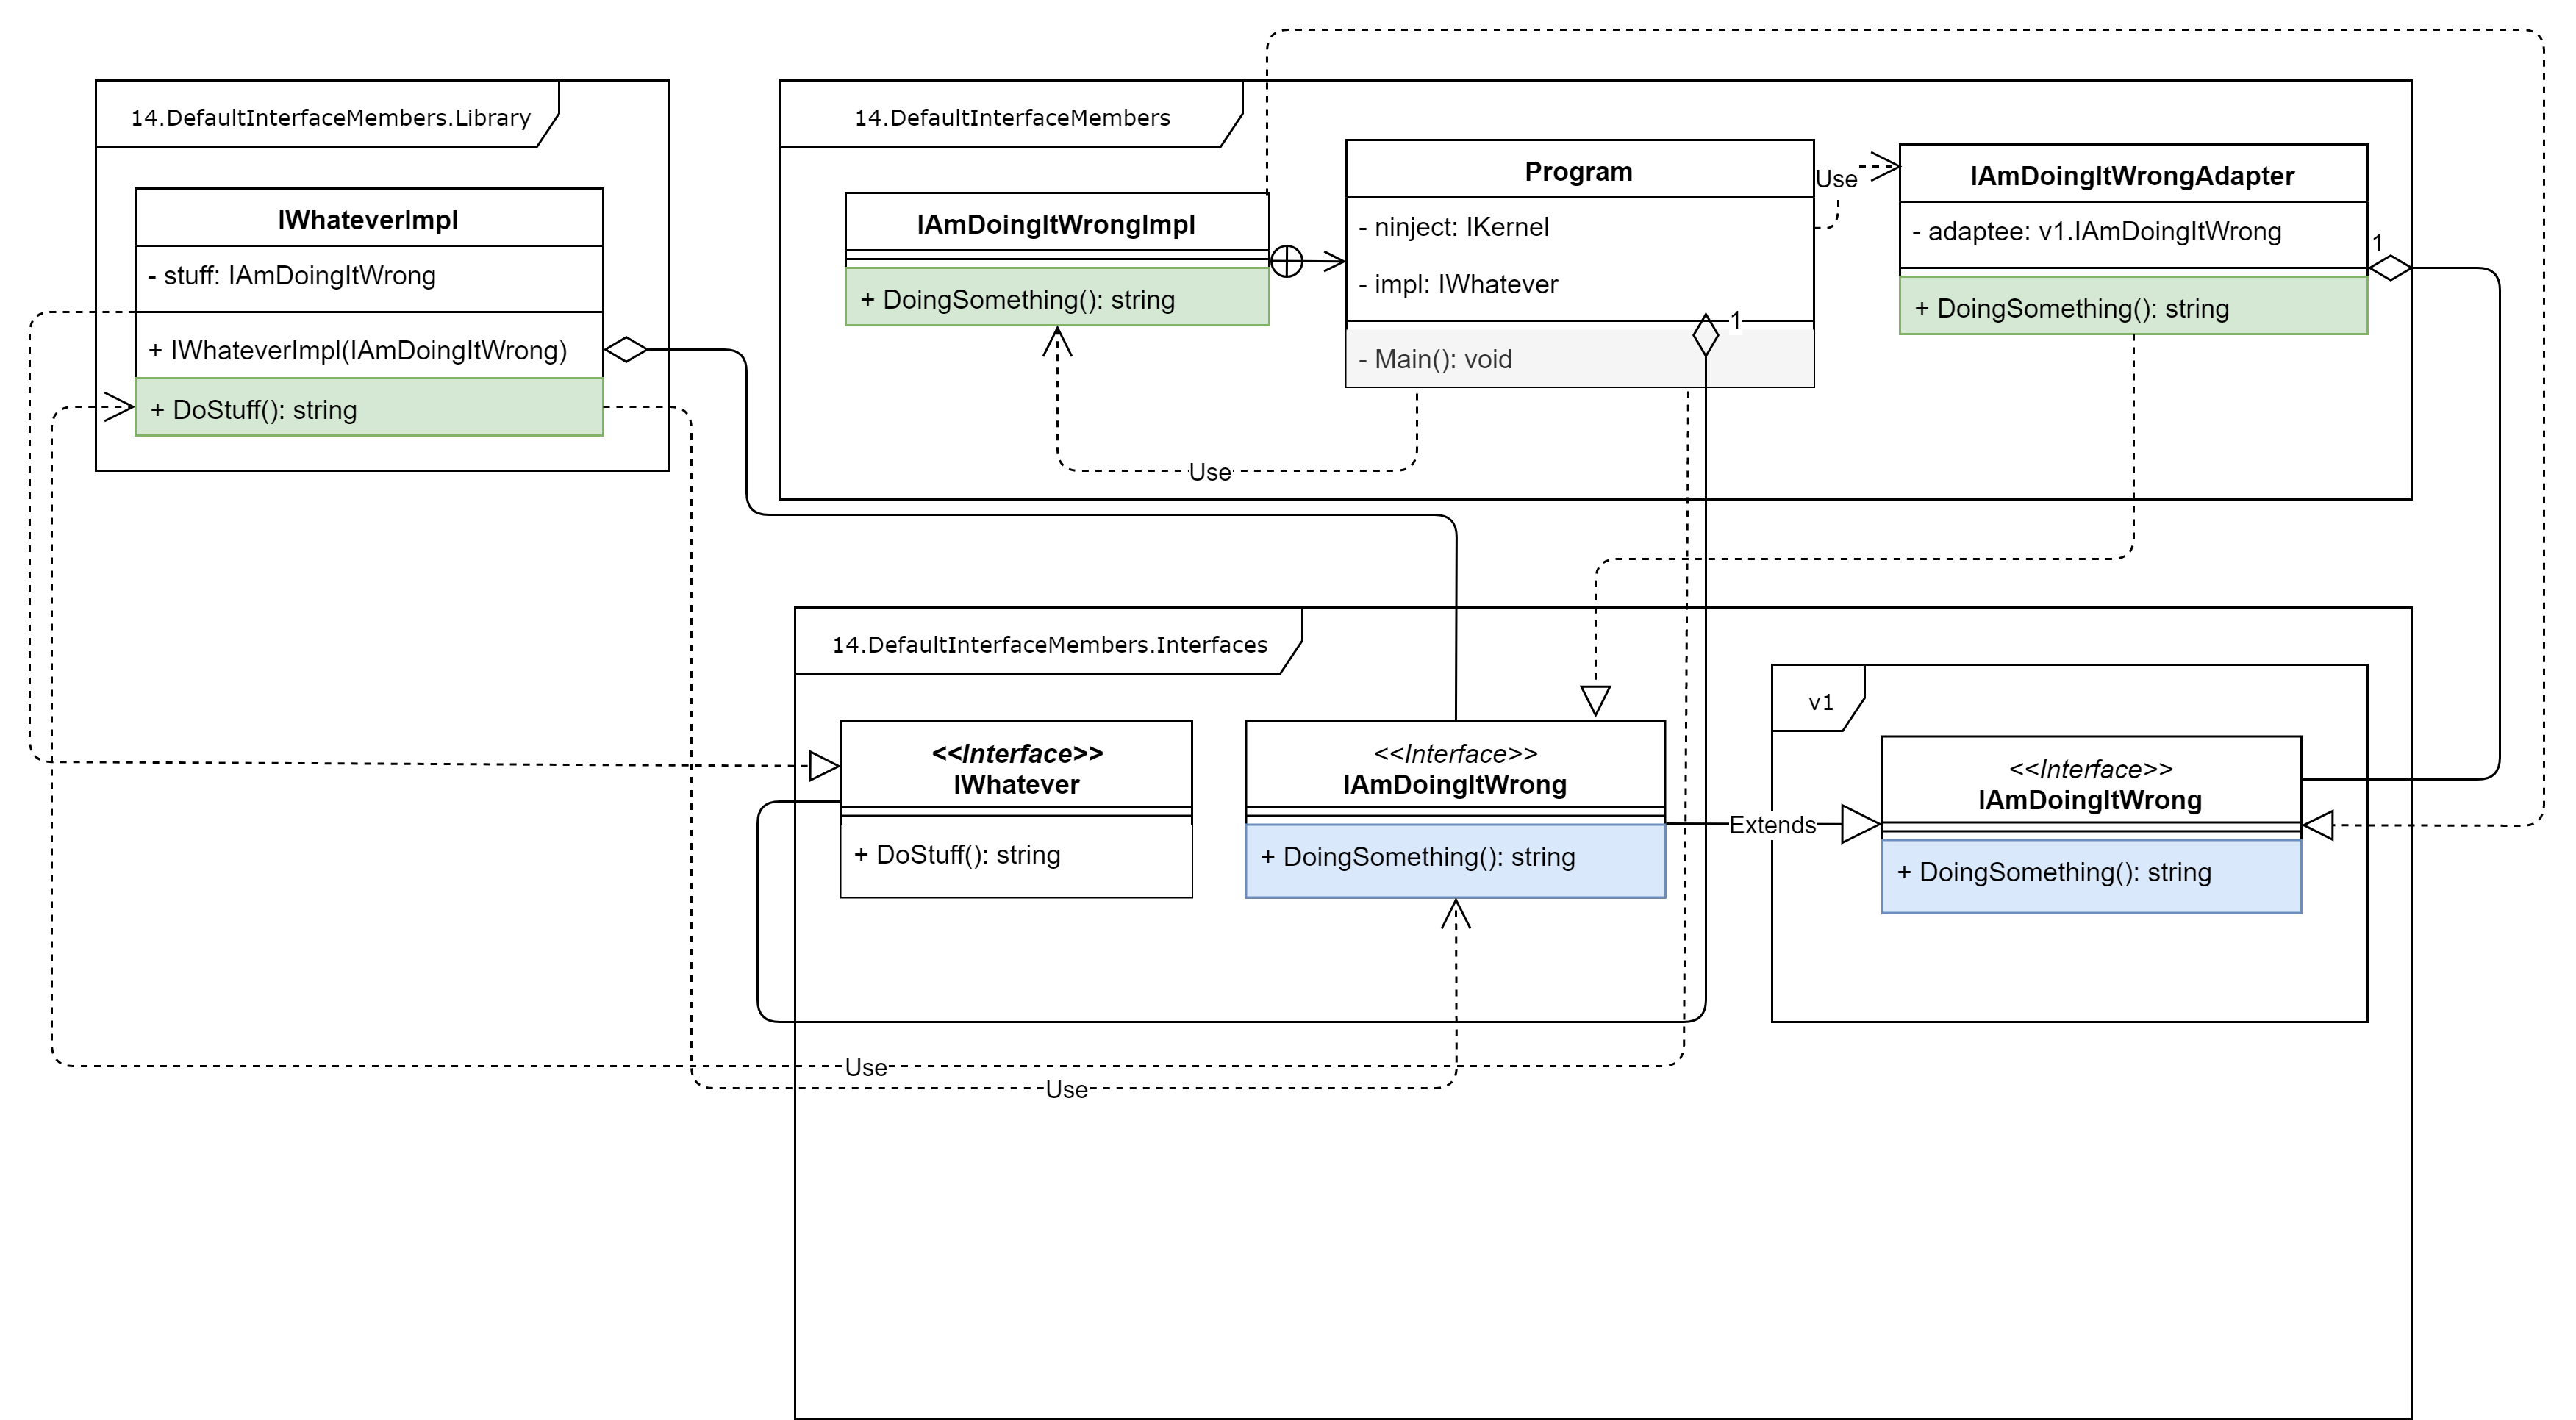 14.DefaultInterfaceMembers.Library
IWhateverImpl
- stuff: IAmDoingItWrong
+ IWhateverImpl(IAmDoingItWrong)
+ DoStuff(): string
14.DefaultInterfaceMembers
IAmDoingItWrongImpl
+ DoingSomething(): string
Program
- ninject: IKernel
- impl: IWhatever
1
- Main(): void
Use
Use
IAmDoingItWrongAdapter
- adaptee: v1.IAmDoingItWrong
1
+ DoingSomething(): string
14.DefaultInterfaceMembers.Interfaces
<<Interface>>
IWhatever
+ DoStuff(): string
<<Interface>>
IAmDoingItWrong
+ DoingSomething(): string
Extends
v1
<<Interface>>
IAmDoingItWrong
+ DoingSomething(): string
Use
Use